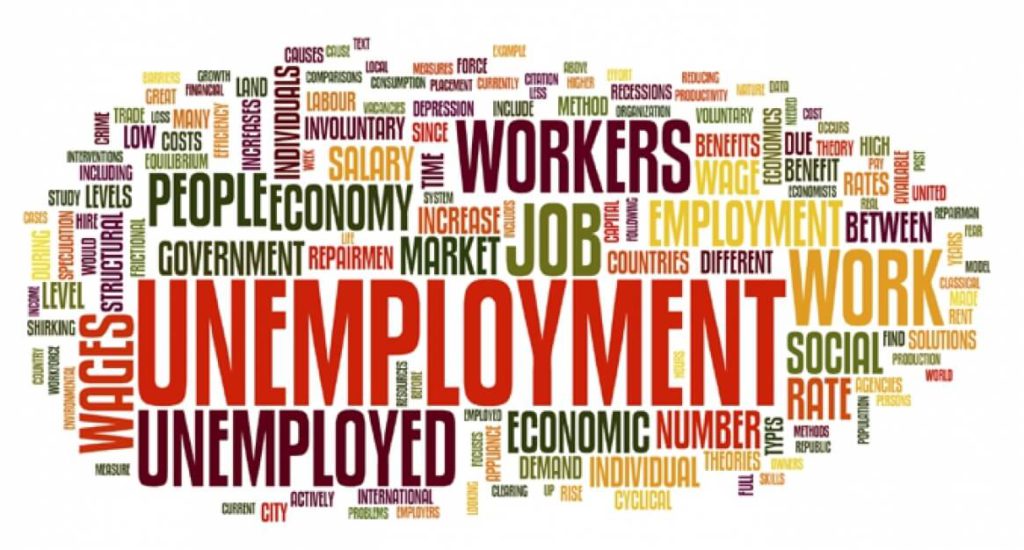 TEXT
CAUSES CAUSE
EXAMPLE
BARRIERS GROWTH
LOCAL MEASURES FORCE
ABOVE
GREAT FINANCIAL LAND INDIVIDUALS COMPARISONS CONSUMPTION PLACEMENT CURRENTLY CITATION HIGHER EFFORT REDUCING
LESS RECESSIONS PRODUCTIVITY NATURE DATA
CRIME TRADE LOSS MANY EFFICIENCY INCREASES LABOUR VACANCIES DEPRESSION INCLUDE METHOD ORGANIZATION VOLUNTARY ECONOMICS NEEDED COST
LOW COSTS INVOLUNTARY SINCE WORKERS BENEFITS DUE OCCURS
INTERVENTIONS EQUILIBRIUM WEEK SALARY TIME WAGE BENEFIT THEORY HIGH
INCLUDING PAY AVAILABLE PAST
STUDY LEVELS PEOPLE ECONOMY SYSTEM ECONOMISTS RATES UNITED
CASES HIRE STRUCTURAL FRICTIONAL INCREASE INCLUDES JOB CAPITAL FOLLOWING EMPLOYMENT REAL BETWEEN REPAIRMAN
DURING SPECULATION WOULD LIFE FEAR
GOVERNMENT REPAIRMEN MARKET COUNTRIES DIFFERENT WORK YEARS MODEL
INCOME LEVEL UNEMPLOYMENT CLASSICAL
MADE
SHIRKING WAGES RENT
COUNTRY WORKFORCE SOCIAL FIND SOLUTIONS
ENVIRONMENTAL RESOURCES BEFORE HOURS PRODUCTION
RATE AGENCIES WORLD
PERSONS
UNEMPLOYED EMPLOYED ECONOMIC NUMBER TYPES POPULATION
METHODS
MEASURE FOCUSES APPLIANCE DEMAND INDIVIDUAL THEORIES REPUBLIC
OWNERS
LOOKING CLEARING UP RISE CYCLICAL FULL SKILLS
CURRENT CITY ACTIVELY INTERNATIONAL
PROBLEMS EMPLOYERS